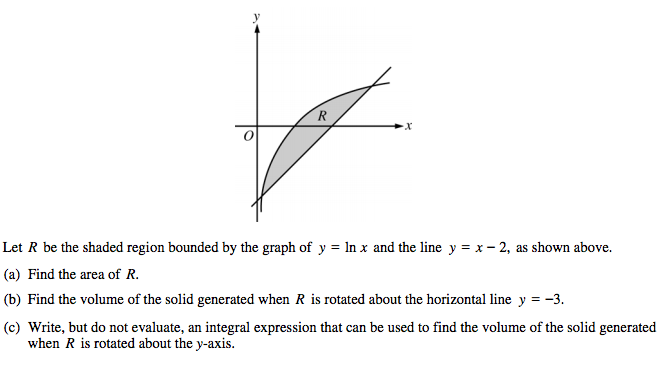 y
R
x
O
Let R be the shaded region bounded by the graph of y = ln x and the line y = x − 2, as shown above.
(a) Find the area of R.
(b) Find the volume of the solid generated when R is rotated about the horizontal line y = −3.
(c) Write, but do not evaluate, an integral expression that can be used to find the volume of the solid generated
when R is rotated about the y-axis.